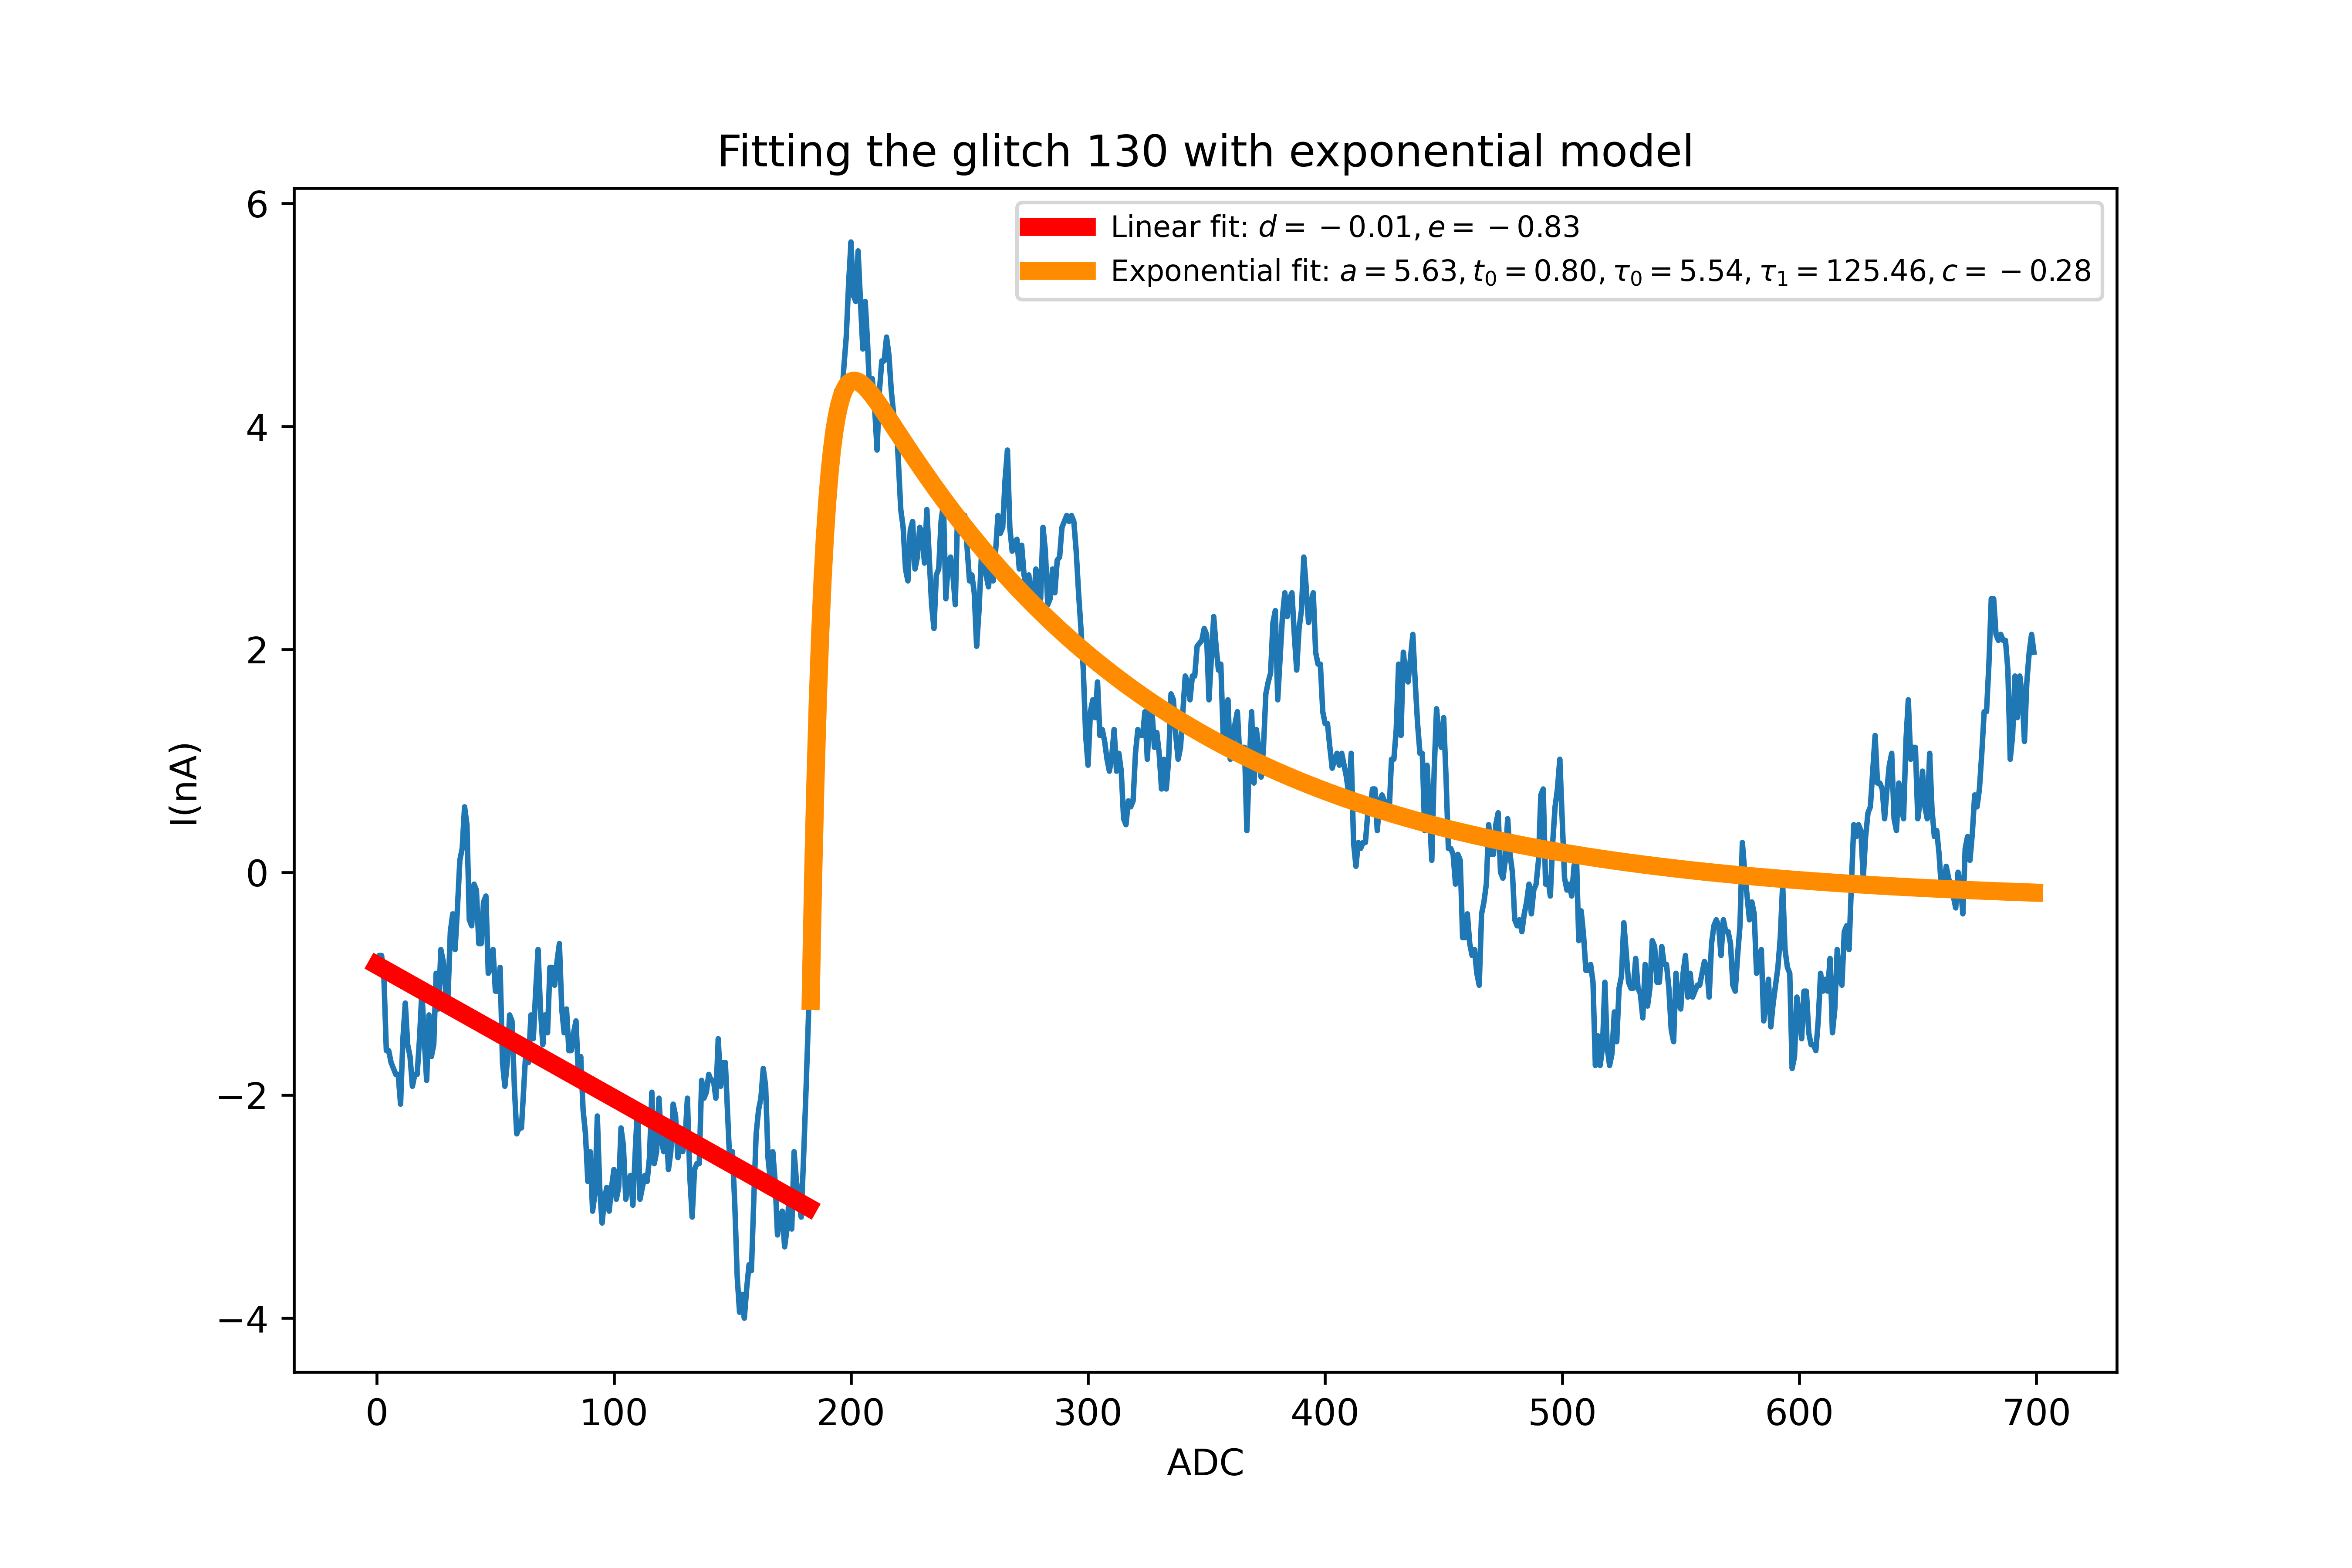 Fitting the glitch 130 with exponential model
Linear fit: d = −0.01, e = −0.83
Exponential fit: a = 5.63, t₀ = 0.80, τ₀ = 5.54, τ₁ = 125.46, c = −0.28
6
4
2
0
−2
−4
I(nA)
0 100 200 300 400 500 600 700
ADC